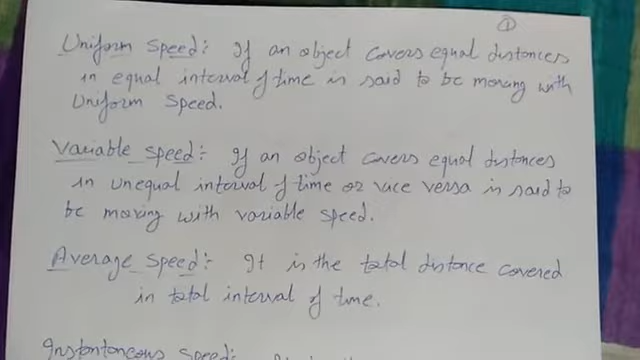 ①
Uniform Speed: If an object covers equal distances
in equal interval of time is said to be moving with
Uniform Speed.
Variable speed: If an object covers equal distances
in unequal interval of time or vice versa is said to
be moving with variable speed.
Average speed: It is the total distance covered
in total interval of time.
Instantaneous speed: